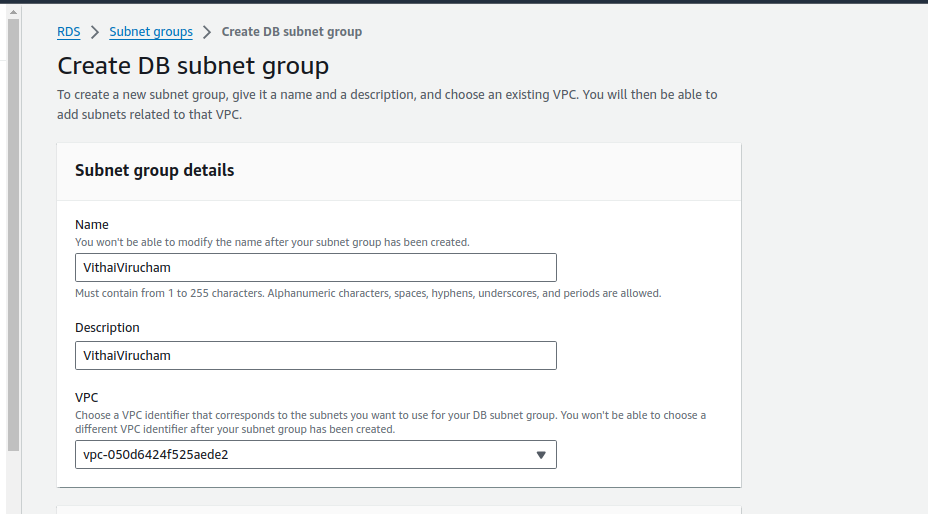 RDS > Subnet groups > Create DB subnet group
Create DB subnet group
To create a new subnet group, give it a name and a description, and choose an existing VPC. You will then be able to
add subnets related to that VPC.
Subnet group details
Name
You won't be able to modify the name after your subnet group has been created.
VithaiVirucham
Must contain from 1 to 255 characters. Alphanumeric characters, spaces, hyphens, underscores, and periods are allowed.
Description
VithaiVirucham
VPC
Choose a VPC identifier that corresponds to the subnets you want to use for your DB subnet group. You won't be able to choose a
different VPC identifier after your subnet group has been created.
vpc-050d6424f525aede2